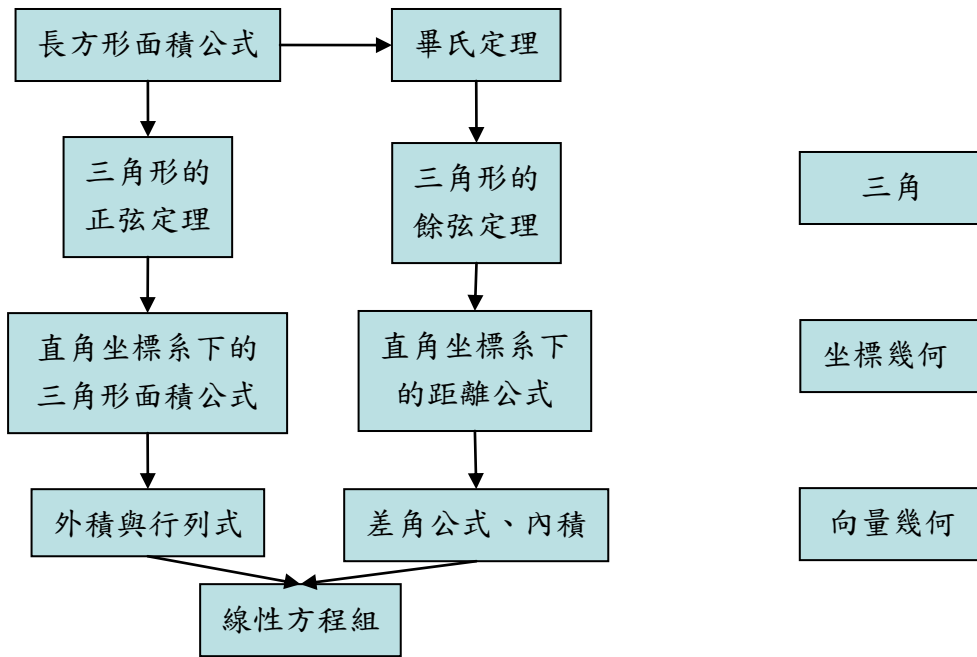 長方形面積公式
畢氏定理
三角形的
正弦定理
三角形的
餘弦定理
三角
直角坐標系下的
三角形面積公式
直角坐標系下
的距離公式
坐標幾何
外積與行列式
差角公式、內積
向量幾何
線性方程組